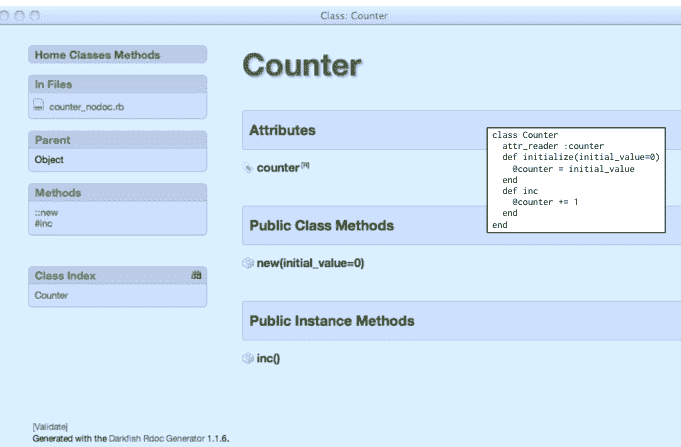 Class: Counter
Home Classes Methods
In Files
counter_nodoc.rb
Parent
Object
Methods
::new
#inc
Class Index
Counter
[Validate]
Generated with the Darkfish Rdoc Generator 1.1.6.
Counter
Attributes
counter [R]
Public Class Methods
new(initial_value=0)
Public Instance Methods
inc()
class Counter
  attr_reader :counter
  def initialize(initial_value=0)
    @counter = initial_value
  end
  def inc
    @counter += 1
  end
end